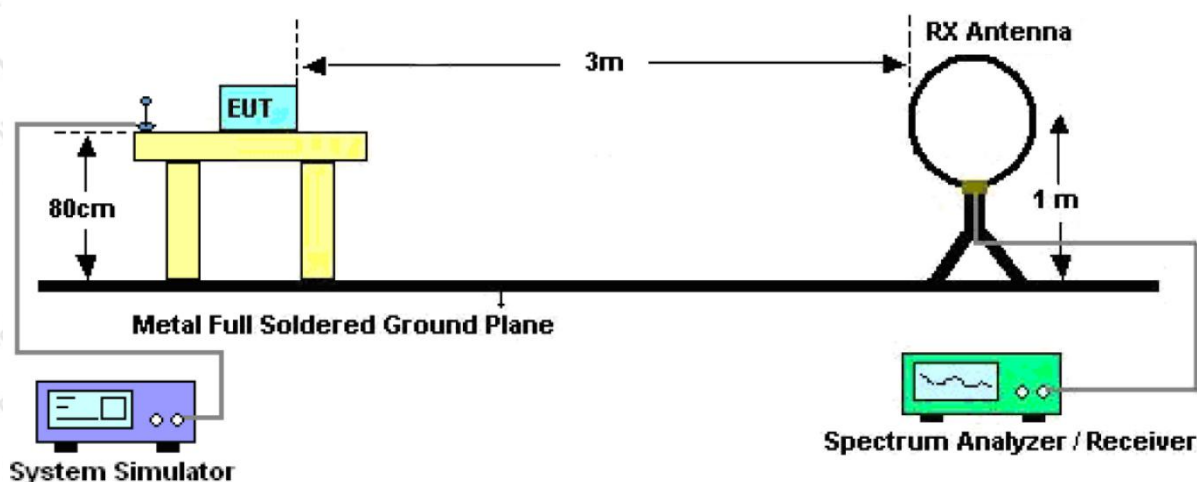 RX Antenna
3m
EUT
80cm
1 m
Metal Full Soldered Ground Plane
Spectrum Analyzer / Receiver
System Simulator